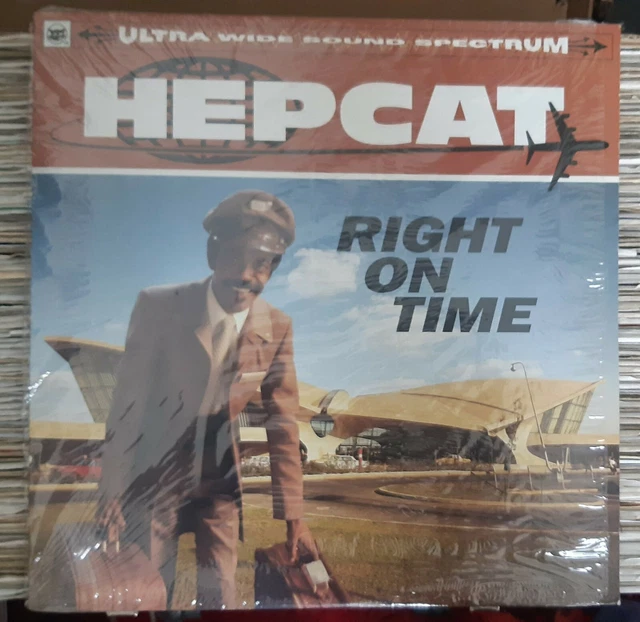 ULTRA WIDE SOUND SPECTRUM
HEPCAT
RIGHT
ON
TIME